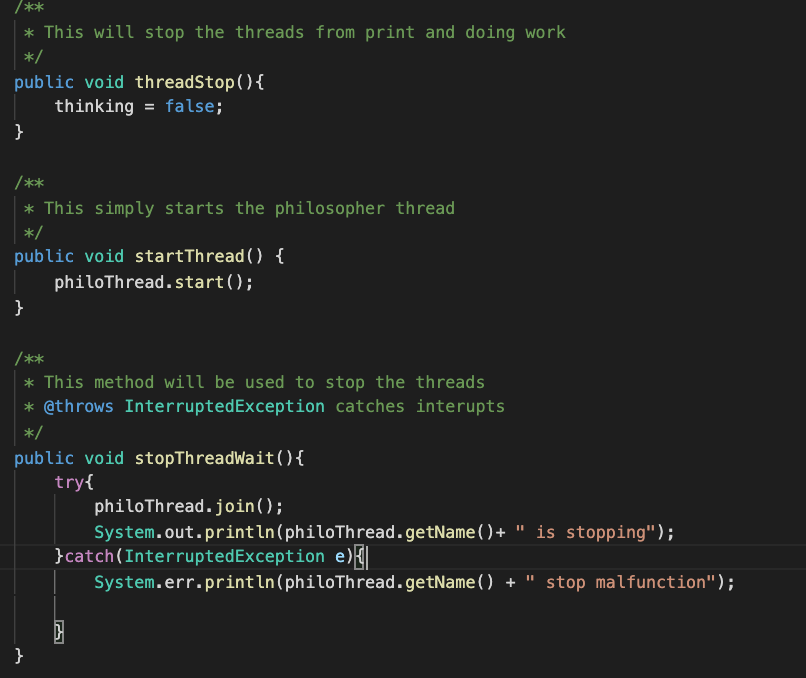 /**
 * This will stop the threads from print and doing work
 */
public void threadStop(){
    thinking = false;
}

/**
 * This simply starts the philosopher thread
 */
public void startThread() {
    philoThread.start();
}

/**
 * This method will be used to stop the threads
 * @throws InterruptedException catches interupts
 */
public void stopThreadWait(){
    try{
        philoThread.join();
        System.out.println(philoThread.getName()+ " is stopping");
    }catch(InterruptedException e){
        System.err.println(philoThread.getName() + " stop malfunction");

    }
}